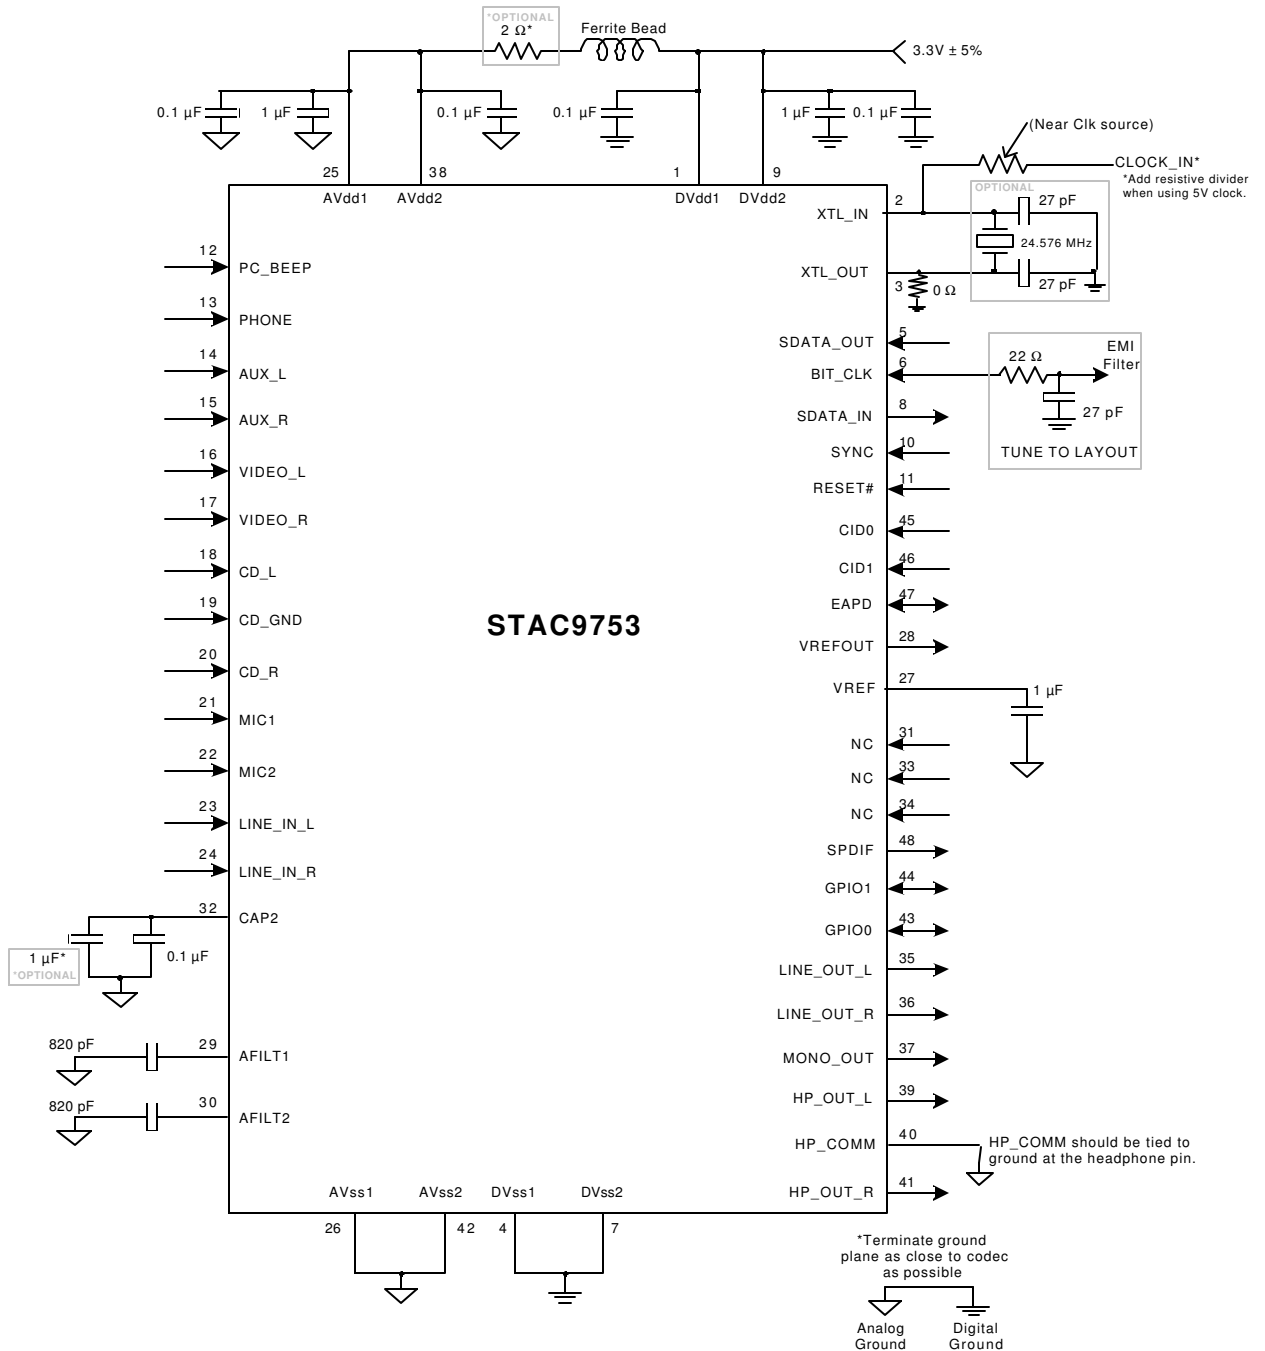 *OPTIONAL
2 Ω*
Ferrite Bead
3.3V ± 5%
0.1 µF
1 µF
0.1 µF
0.1 µF
1 µF
0.1 µF
(Near Clk source)
CLOCK_IN*
*Add resistive divider
when using 5V clock.
25
38
1
9
AVdd1
AVdd2
DVdd1
DVdd2
2
XTL_IN
OPTIONAL
27 pF
24.576 MHz
27 pF
XTL_OUT
3
0 Ω
12
PC_BEEP
13
PHONE
14
AUX_L
15
AUX_R
16
VIDEO_L
17
VIDEO_R
18
CD_L
19
CD_GND
20
CD_R
21
MIC1
22
MIC2
23
LINE_IN_L
24
LINE_IN_R
32
CAP2
1 µF*
*OPTIONAL
0.1 µF
820 pF
29
AFILT1
820 pF
30
AFILT2
STAC9753
SDATA_OUT
5
BIT_CLK
6
22 Ω
EMI
Filter
27 pF
TUNE TO LAYOUT
SDATA_IN
8
SYNC
10
RESET#
11
CID0
45
CID1
46
EAPD
47
VREFOUT
28
VREF
27
1 µF
NC
31
NC
33
NC
34
SPDIF
48
GPIO1
44
GPIO0
43
LINE_OUT_L
35
LINE_OUT_R
36
MONO_OUT
37
HP_OUT_L
39
HP_COMM
40
HP_COMM should be tied to
ground at the headphone pin.
HP_OUT_R
41
AVss1
AVss2
DVss1
DVss2
26
42
4
7
*Terminate ground
plane as close to codec
as possible
Analog
Ground
Digital
Ground